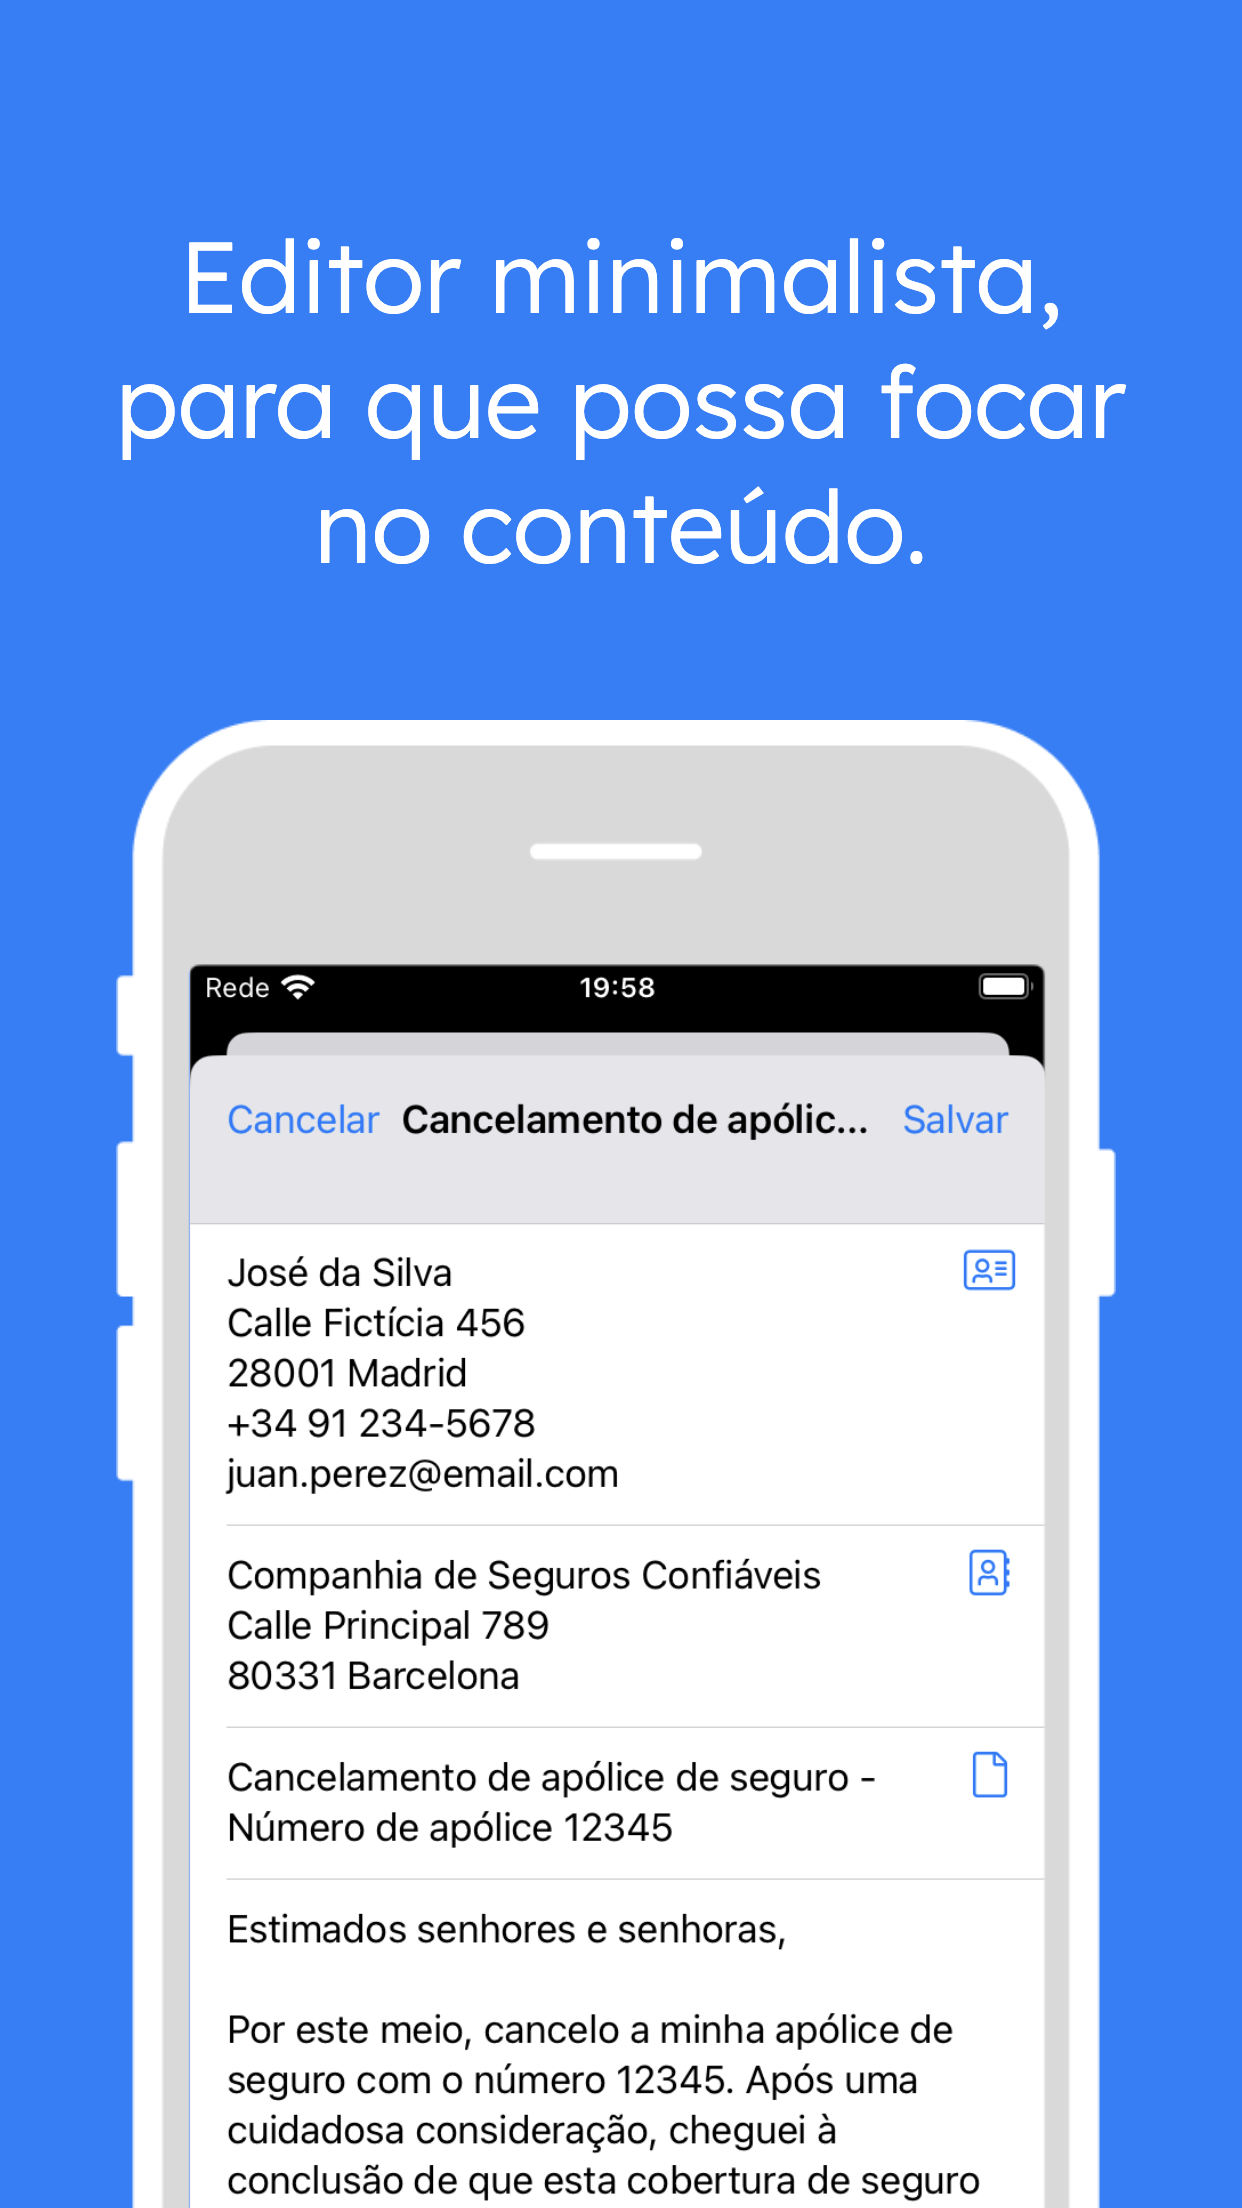 Editor minimalista,
para que possa focar
no conteúdo.
Rede 19:58
Cancelar Cancelamento de apólic... Salvar
José da Silva
Calle Fictícia 456
28001 Madrid
+34 91 234-5678
juan.perez@email.com
Companhia de Seguros Confiáveis
Calle Principal 789
80331 Barcelona
Cancelamento de apólice de seguro -
Número de apólice 12345
Estimados senhores e senhoras,
Por este meio, cancelo a minha apólice de
seguro com o número 12345. Após uma
cuidadosa consideração, cheguei à
conclusão de que esta cobertura de seguro